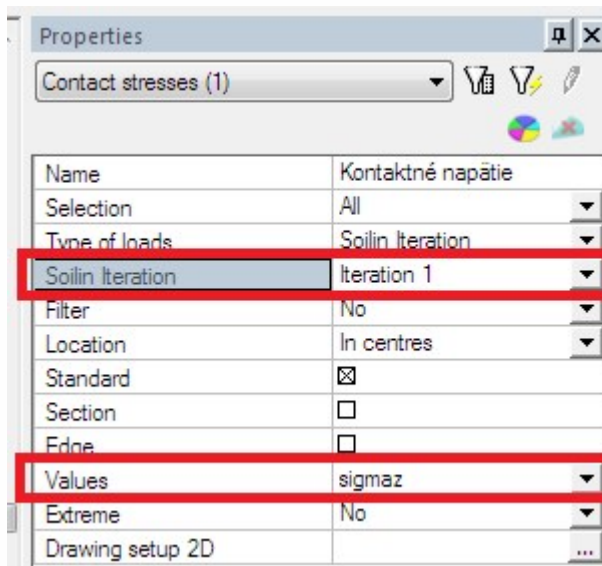 Properties
Contact stresses (1)
Name Kontaktné napätie
Selection All
Type of loads Soilin Iteration
Soilin Iteration Iteration 1
Filter No
Location In centres
Standard
Section
Edge
Values sigmaz
Extreme No
Drawing setup 2D ...